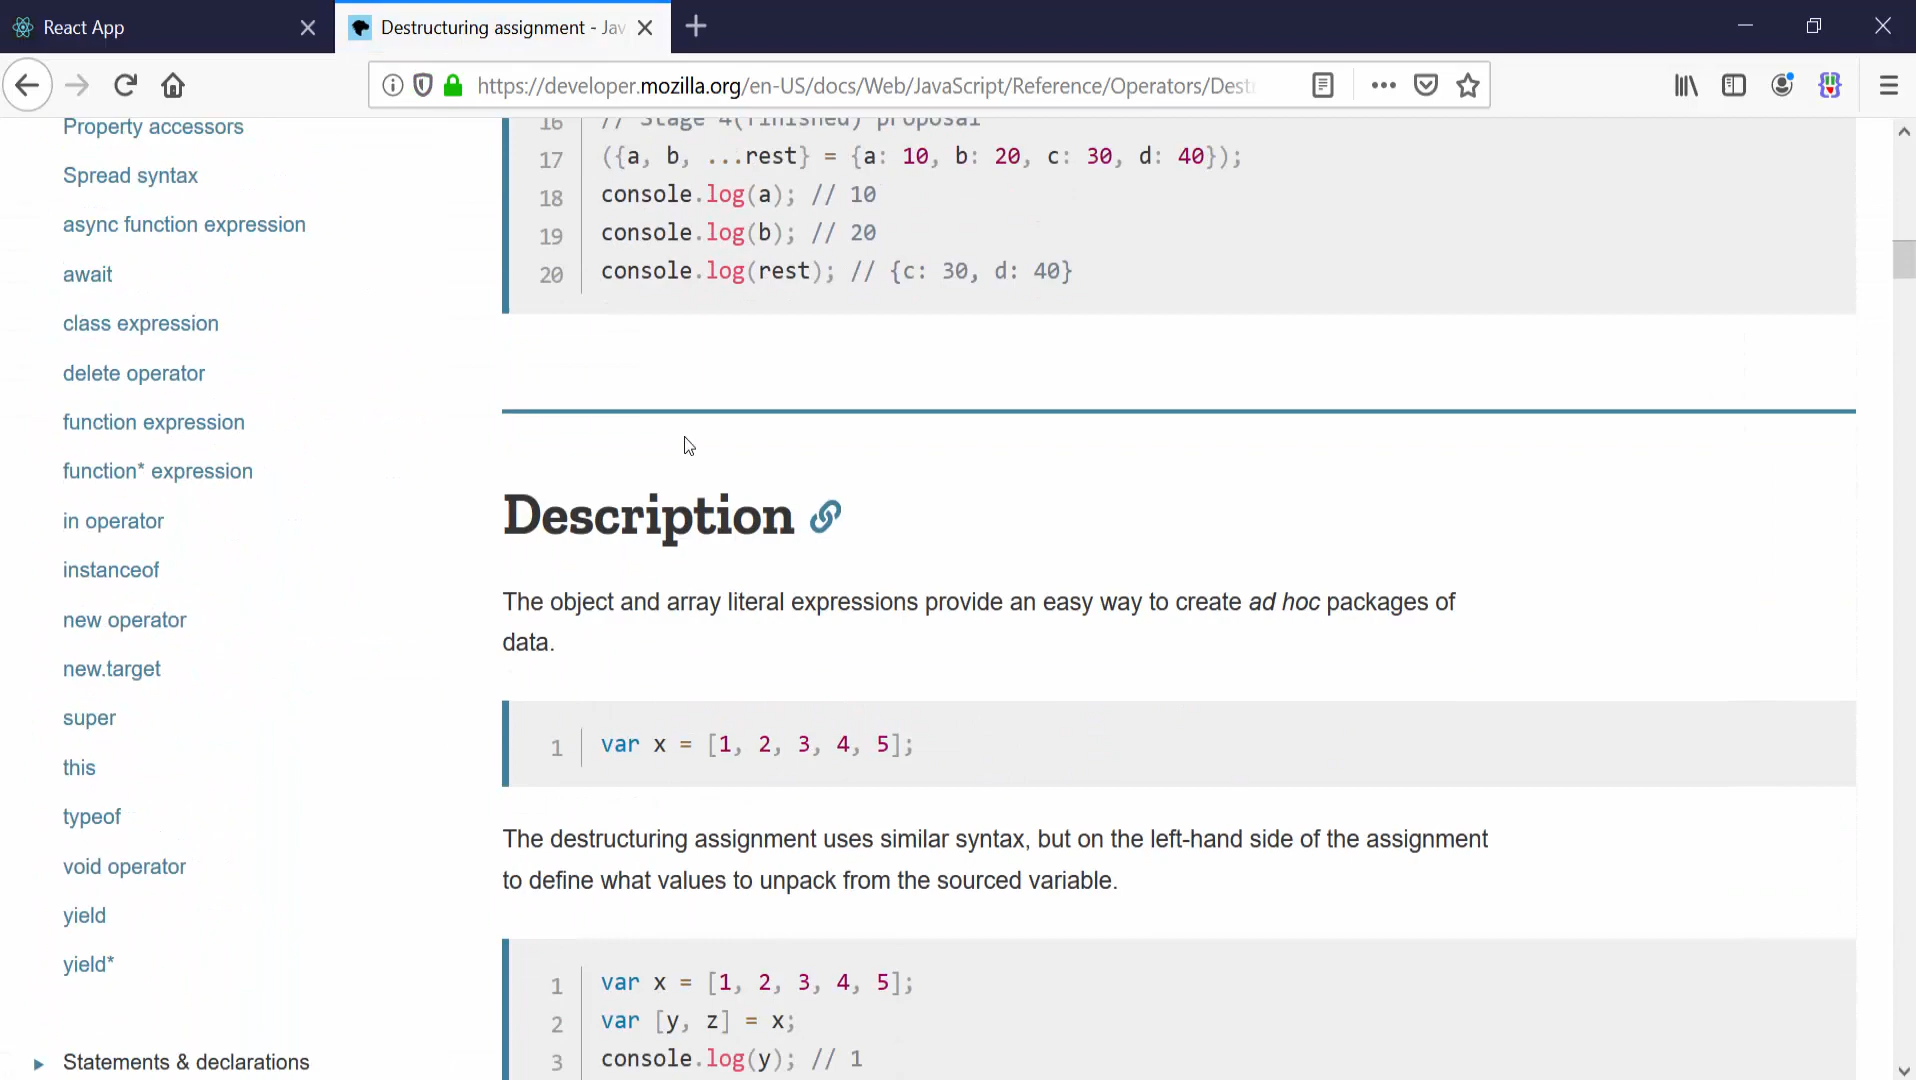 React App
Destructuring assignment - Jav
https://developer.mozilla.org/en-US/docs/Web/JavaScript/Reference/Operators/Dest
Property accessors
Spread syntax
async function expression
await
class expression
delete operator
function expression
function* expression
in operator
instanceof
new operator
new.target
super
this
typeof
void operator
yield
yield*
Statements & declarations
16 // Stage 4(finished) proposal
17 ({a, b, ...rest} = {a: 10, b: 20, c: 30, d: 40});
18 console.log(a); // 10
19 console.log(b); // 20
20 console.log(rest); // {c: 30, d: 40}
Description
The object and array literal expressions provide an easy way to create ad hoc packages of
data.
1 var x = [1, 2, 3, 4, 5];
The destructuring assignment uses similar syntax, but on the left-hand side of the assignment
to define what values to unpack from the sourced variable.
1 var x = [1, 2, 3, 4, 5];
2 var [y, z] = x;
3 console.log(y); // 1